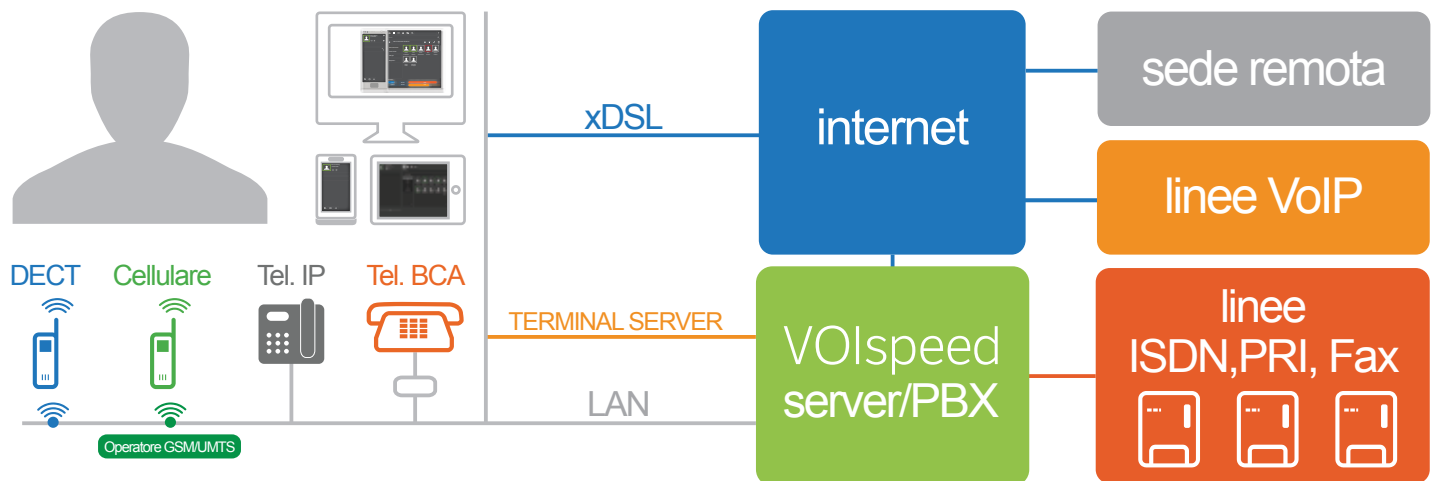 xDSL
internet
sede remota
linee VoIP
DECT
Cellulare
Tel. IP
Tel. BCA
TERMINAL SERVER
VOIspeed
server/PBX
linee
ISDN,PRI, Fax
LAN
Operatore GSM/UMTS